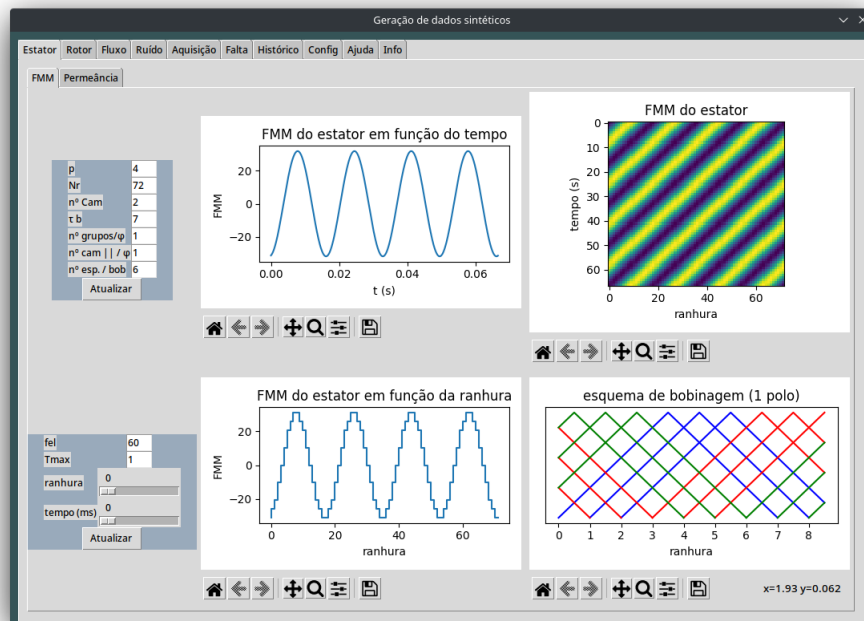 Geração de dados sintéticos
Estator Rotor Fluxo Ruído Aquisição Falta Histórico Config Ajuda Info
FMM Permeância
p 4
Nr 72
nº Cam 2
τ b 7
nº grupos/φ 1
nº cam || / φ 1
nº esp. / bob 6
Atualizar
FMM do estator em função do tempo
FMM
20
0
−20
0.00 0.02 0.04 0.06
t (s)
FMM do estator
tempo (s)
0
10
20
30
40
50
60
0 20 40 60
ranhura
fel 60
Tmax 1
ranhura 0
tempo (ms) 0
Atualizar
FMM do estator em função da ranhura
FMM
20
0
−20
0 20 40 60
ranhura
esquema de bobinagem (1 polo)
0 1 2 3 4 5 6 7 8
ranhura
x=1.93 y=0.062